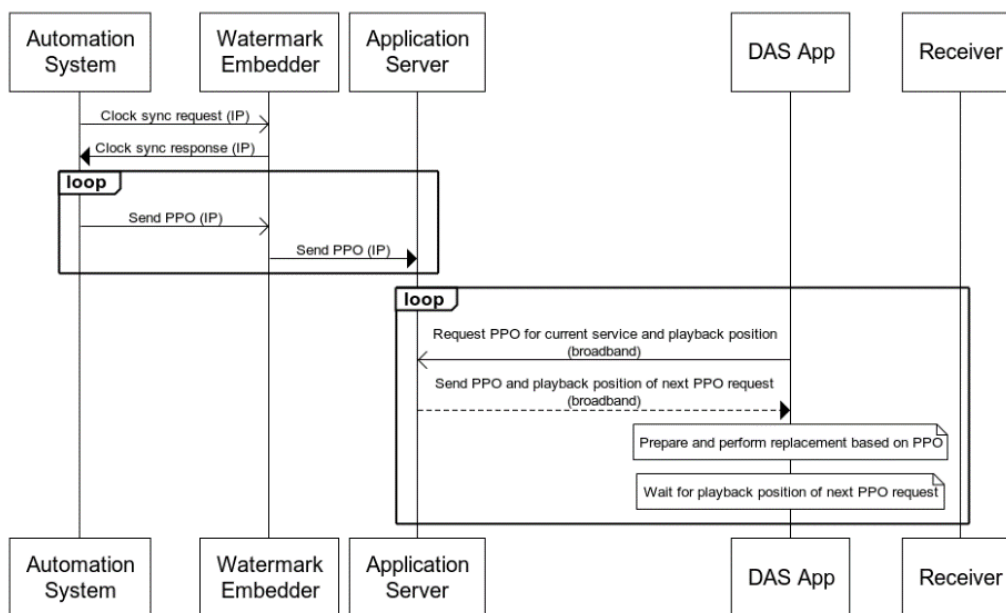 Automation
System
Watermark
Embedder
Application
Server
DAS App
Receiver
Clock sync request (IP)
Clock sync response (IP)
loop
Send PPO (IP)
Send PPO (IP)
loop
Request PPO for current service and playback position
(broadband)
Send PPO and playback position of next PPO request
(broadband)
Prepare and perform replacement based on PPO
Wait for playback position of next PPO request
Automation
System
Watermark
Embedder
Application
Server
DAS App
Receiver